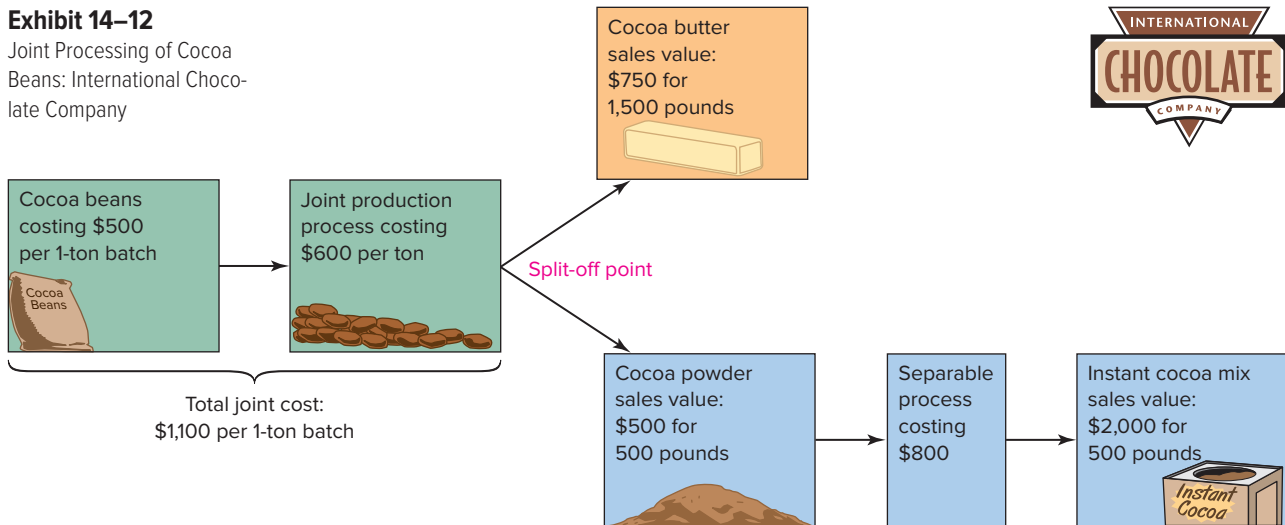 Exhibit 14–12
Joint Processing of Cocoa
Beans: International Choco-
late Company
INTERNATIONAL
CHOCOLATE
COMPANY
Cocoa butter
sales value:
$750 for
1,500 pounds
Cocoa beans
costing $500
per 1-ton batch
Cocoa
Beans
Joint production
process costing
$600 per ton
Split-off point
Total joint cost:
$1,100 per 1-ton batch
Cocoa powder
sales value:
$500 for
500 pounds
Separable
process
costing
$800
Instant cocoa mix
sales value:
$2,000 for
500 pounds
Instant
Cocoa